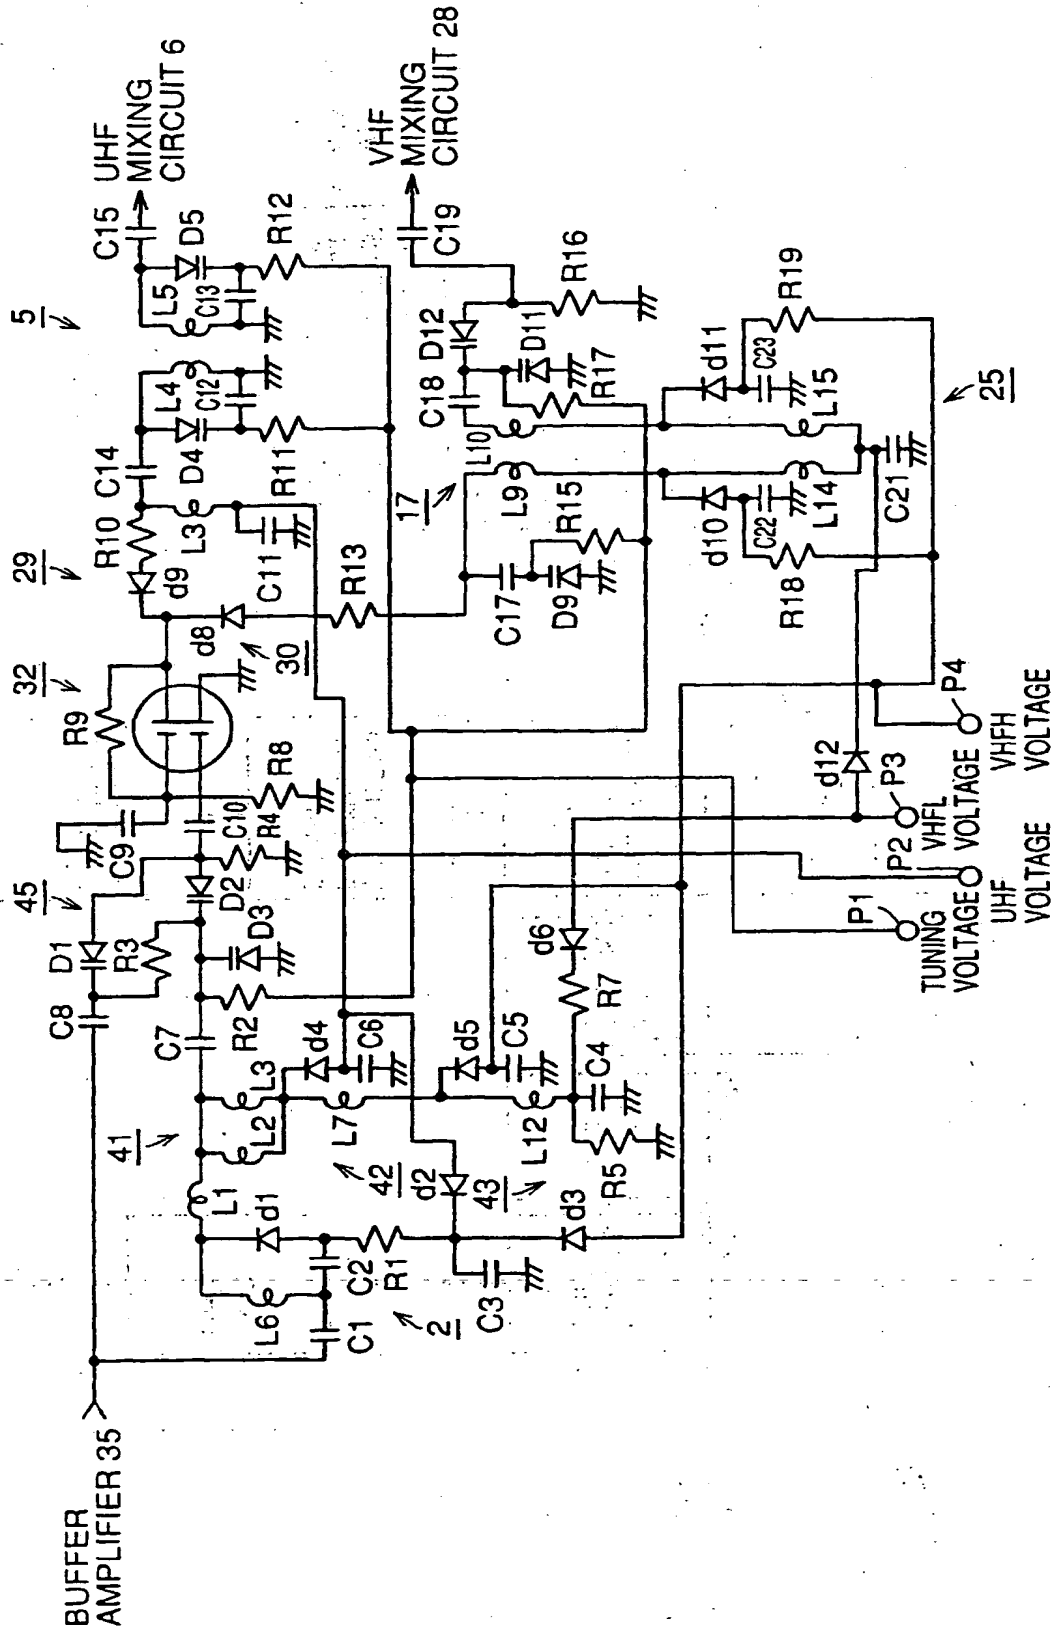 BUFFER
AMPLIFIER 35
C8
D1
R3
45
C9
R9
32
29
d9
R10
C14
5
C15
UHF
MIXING
CIRCUIT 6
L6
d1
L1
41
L2
L3
C7
R2
D3
D2
C10
R4
R8
d8
30
L3
C11
D4
L4
C12
R11
L5
C13
D5
R12
C1
C2
R1
2
C3
d2
42
43
L7
d4
C6
R13
17
C17
D9
R15
L9
L10
C18
D12
D11
R17
R16
C19
VHF
MIXING
CIRCUIT 28
d3
R5
L12
C4
d5
C5
R7
d6
d10
C22
R18
L14
C21
L15
d11
C23
R19
25
d12
P1
TUNING
VOLTAGE
P2
UHF
VOLTAGE
P3
VHFL
VOLTAGE
P4
VHFH
VOLTAGE